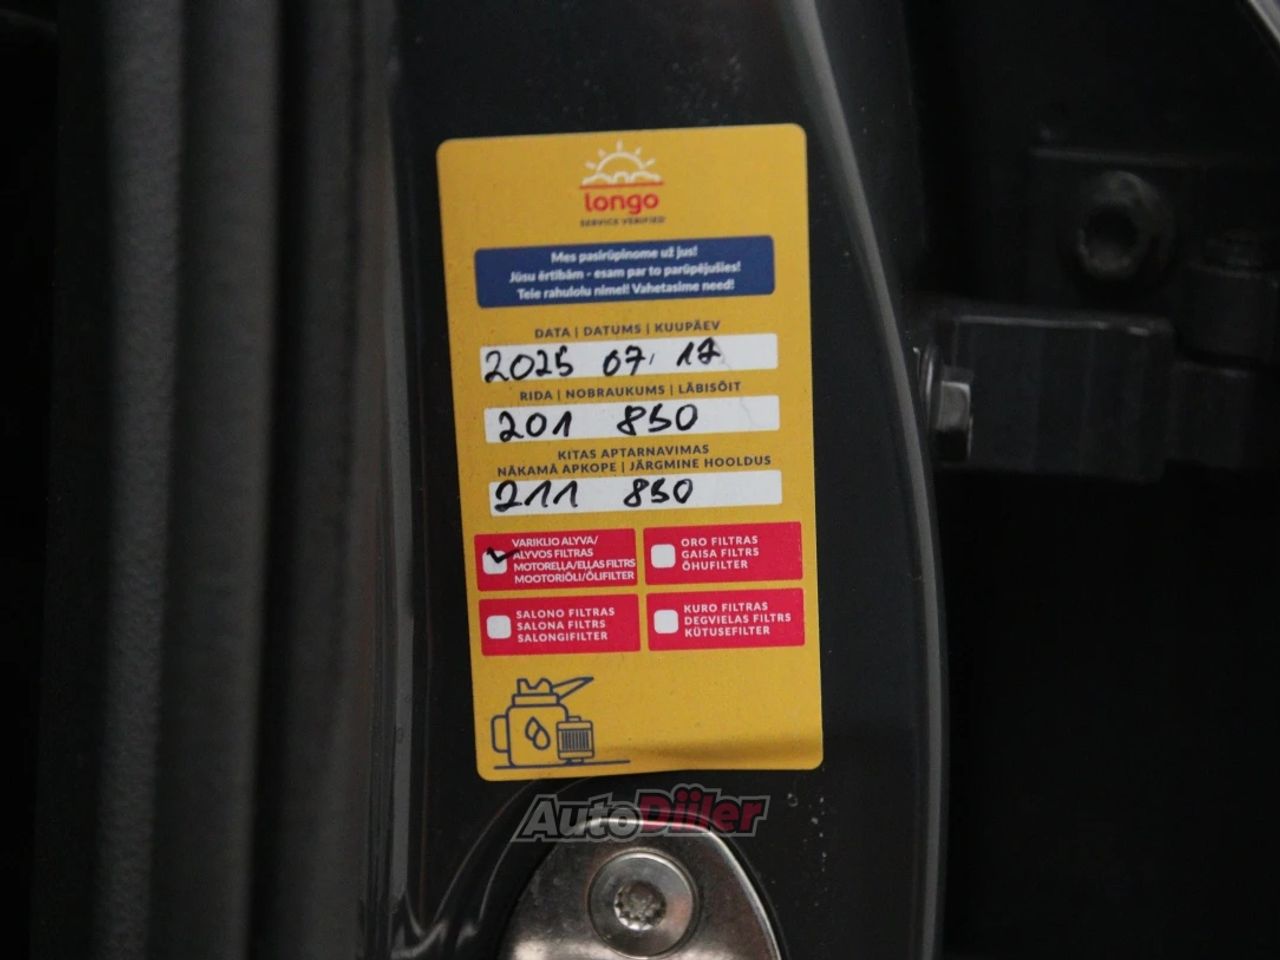 longo
SERVICE VERIFIED
Mes pasirūpinome už jus!
Jūsu ērtībām - esam par to parūpējušies!
Teie rahulolu nimel! Vahetasime need!
DATA | DATUMS | KUUPÄEV
2025 07. 17
RIDA | NOBRAUKUMS | LÄBISÕIT
201 850
KITAS APTARNAVIMAS
NĀKAMĀ APKOPE | JÄRGMINE HOOLDUS
211 850
VARIKLIO ALYVA/
ALYVOS FILTRAS
MOTOREĻĻA/EĻĻAS FILTRS
MOOTORIÕLI/ÕLIFILTER
ORO FILTRAS
GAISA FILTRS
ÕHUFILTER
SALONO FILTRAS
SALONA FILTRS
SALONGIFILTER
KURO FILTRAS
DEGVIELAS FILTRS
KÜTUSEFILTER
AutoDiiler